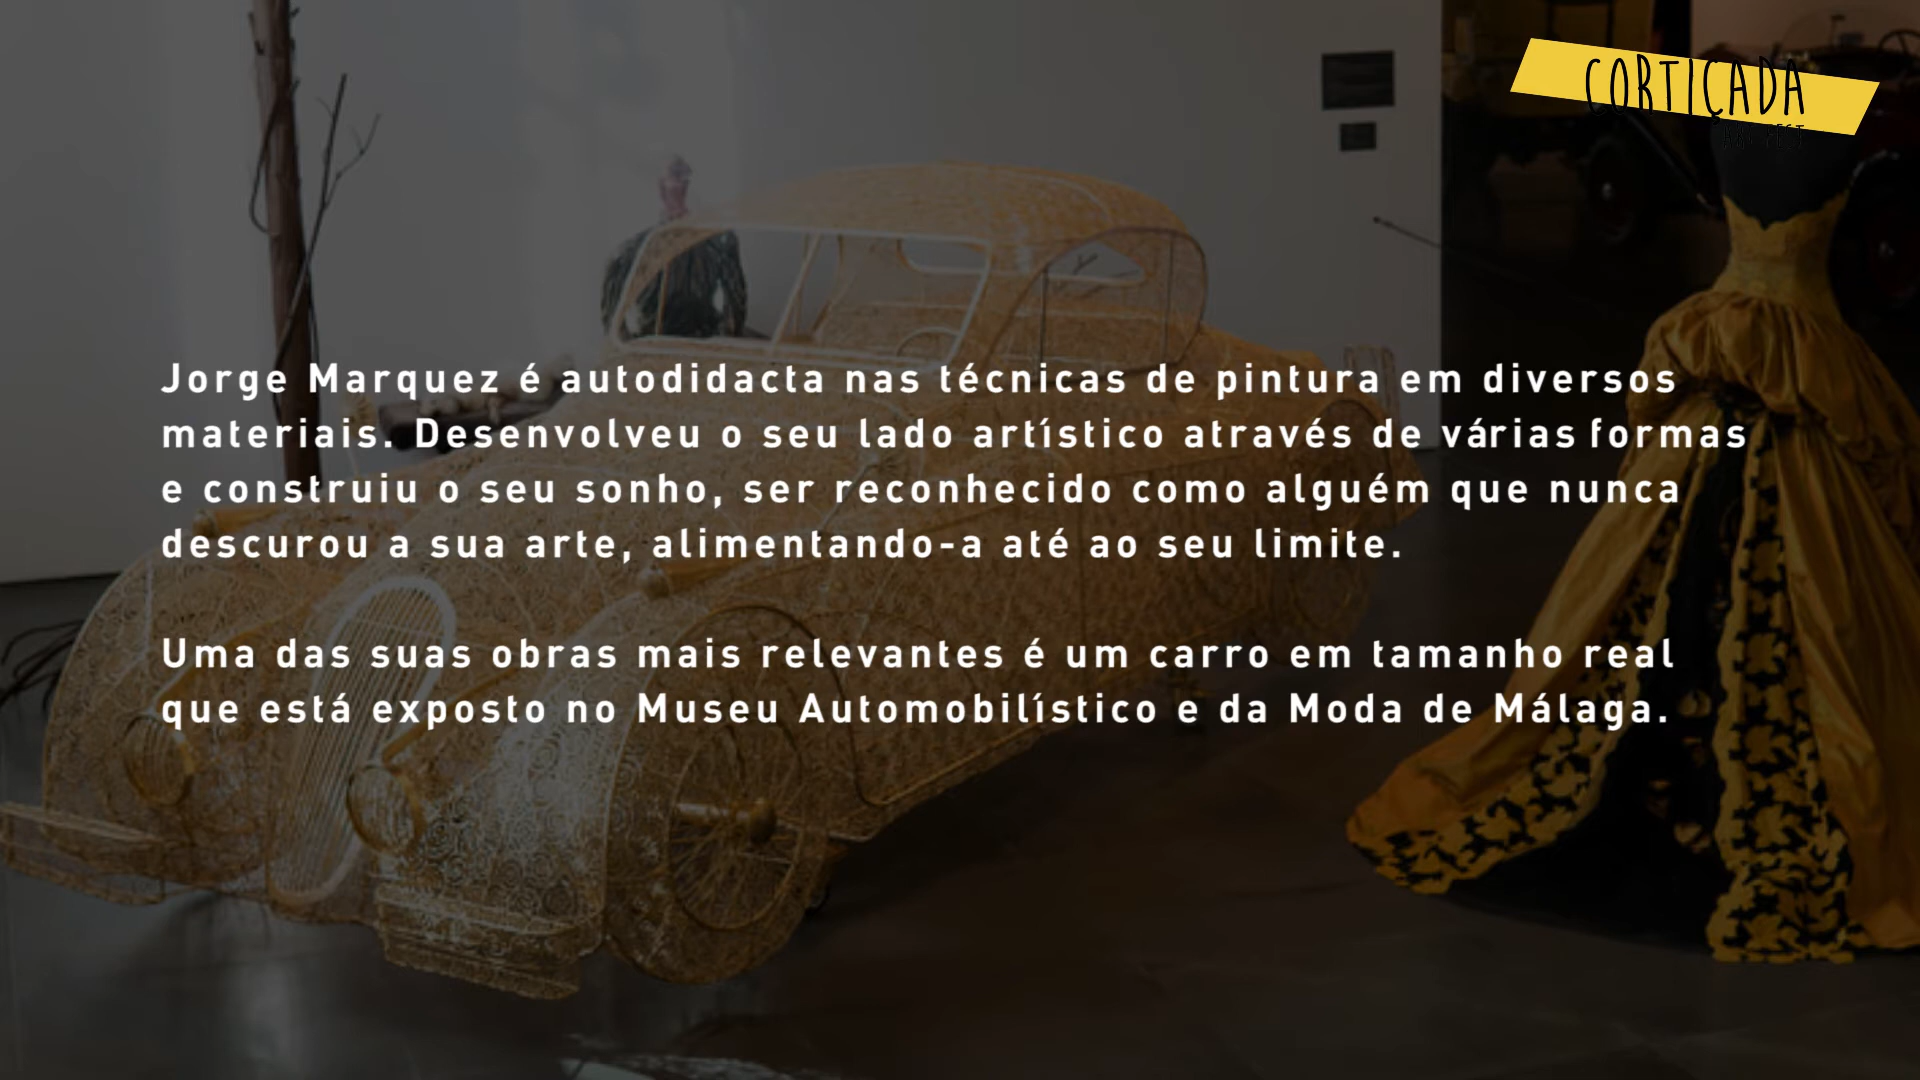 CORTIÇADA
Jorge Marquez é autodidacta nas técnicas de pintura em diversos
materiais. Desenvolveu o seu lado artístico através de várias formas
e construiu o seu sonho, ser reconhecido como alguém que nunca
descurou a sua arte, alimentando-a até ao seu limite.
Uma das suas obras mais relevantes é um carro em tamanho real
que está exposto no Museu Automobilístico e da Moda de Málaga.